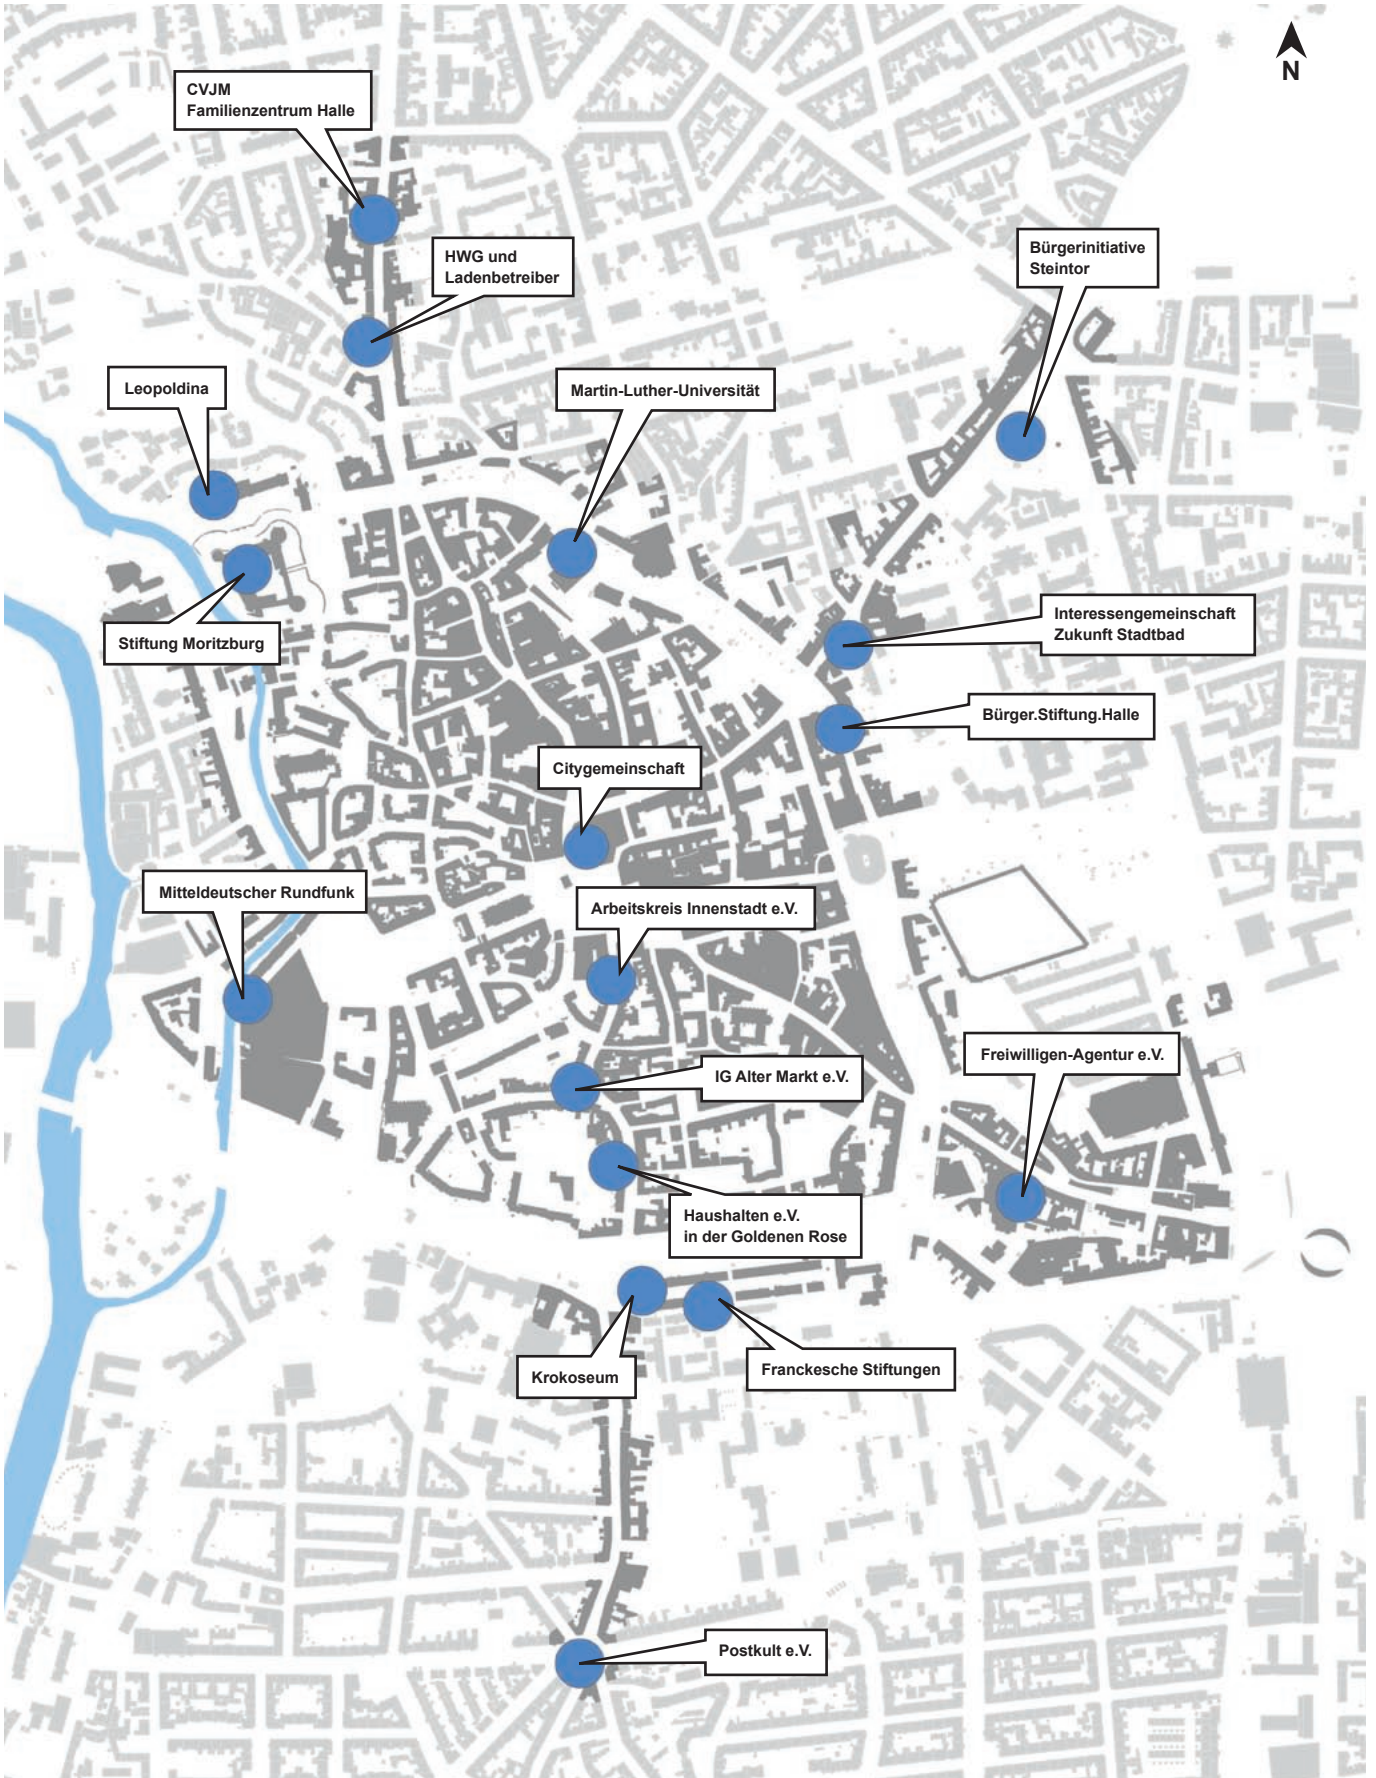 N
CVJM
Familienzentrum Halle
HWG und
Ladenbetreiber
Bürgerinitiative
Steintor
Leopoldina
Martin-Luther-Universität
Stiftung Moritzburg
Interessengemeinschaft
Zukunft Stadtbad
Bürger.Stiftung.Halle
Citygemeinschaft
Mitteldeutscher Rundfunk
Arbeitskreis Innenstadt e.V.
Freiwilligen-Agentur e.V.
IG Alter Markt e.V.
Haushalten e.V.
in der Goldenen Rose
Krokoseum
Franckesche Stiftungen
Postkult e.V.